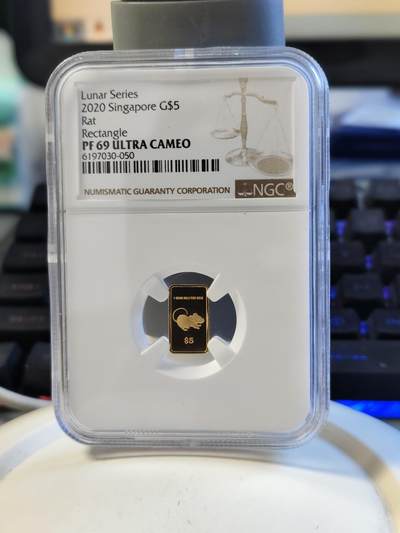 Lunar Series
2020 Singapore G$5
Rat
Rectangle
PF 69 ULTRA CAMEO
6197030-050
NUMISMATIC GUARANTY CORPORATION NGC®
$5